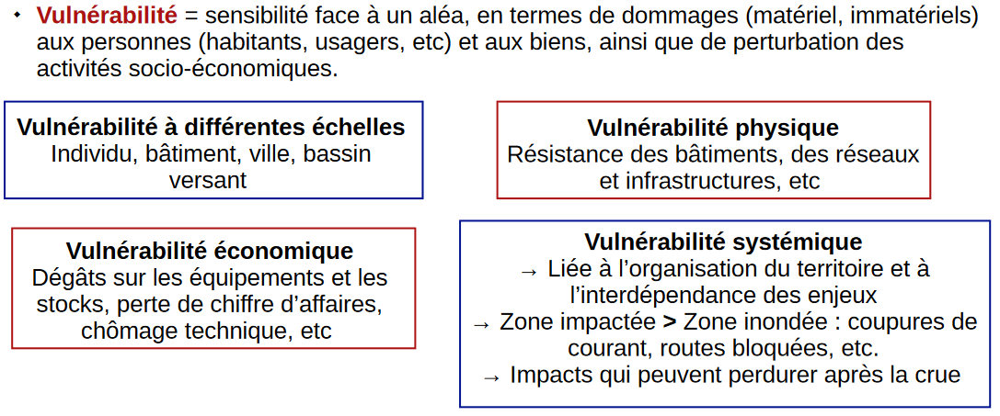 Vulnérabilité = sensibilité face à un aléa, en termes de dommages (matériel, immatériels)
aux personnes (habitants, usagers, etc) et aux biens, ainsi que de perturbation des
activités socio-économiques.
Vulnérabilité à différentes échelles
Individu, bâtiment, ville, bassin
versant
Vulnérabilité physique
Résistance des bâtiments, des réseaux
et infrastructures, etc
Vulnérabilité économique
Dégâts sur les équipements et les
stocks, perte de chiffre d’affaires,
chômage technique, etc
Vulnérabilité systémique
→ Liée à l’organisation du territoire et à
l’interdépendance des enjeux
→ Zone impactée > Zone inondée : coupures de
courant, routes bloquées, etc.
→ Impacts qui peuvent perdurer après la crue